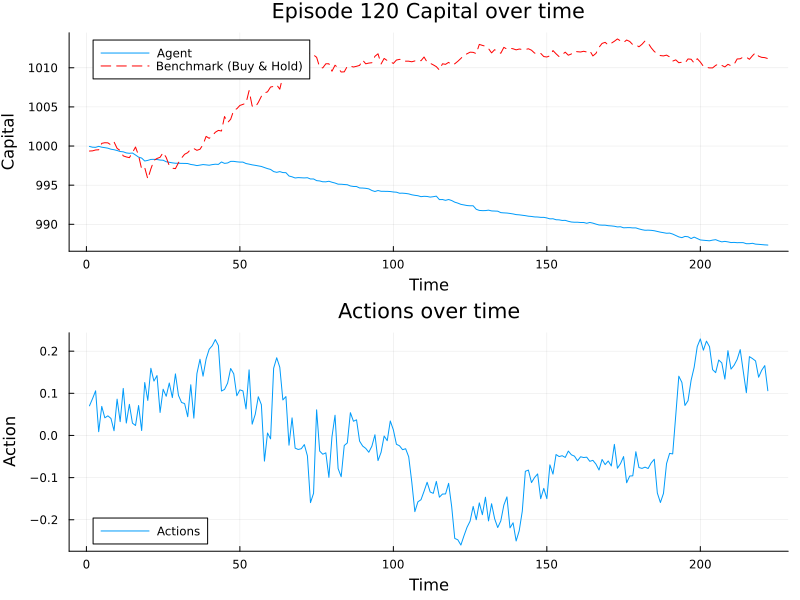 Episode 120 Capital over time
Agent
Benchmark (Buy & Hold)
Capital
1010
1005
1000
995
990
0
50
100
150
200
Time
Actions over time
Action
0.2
0.1
0.0
−0.1
−0.2
Actions
0
50
100
150
200
Time